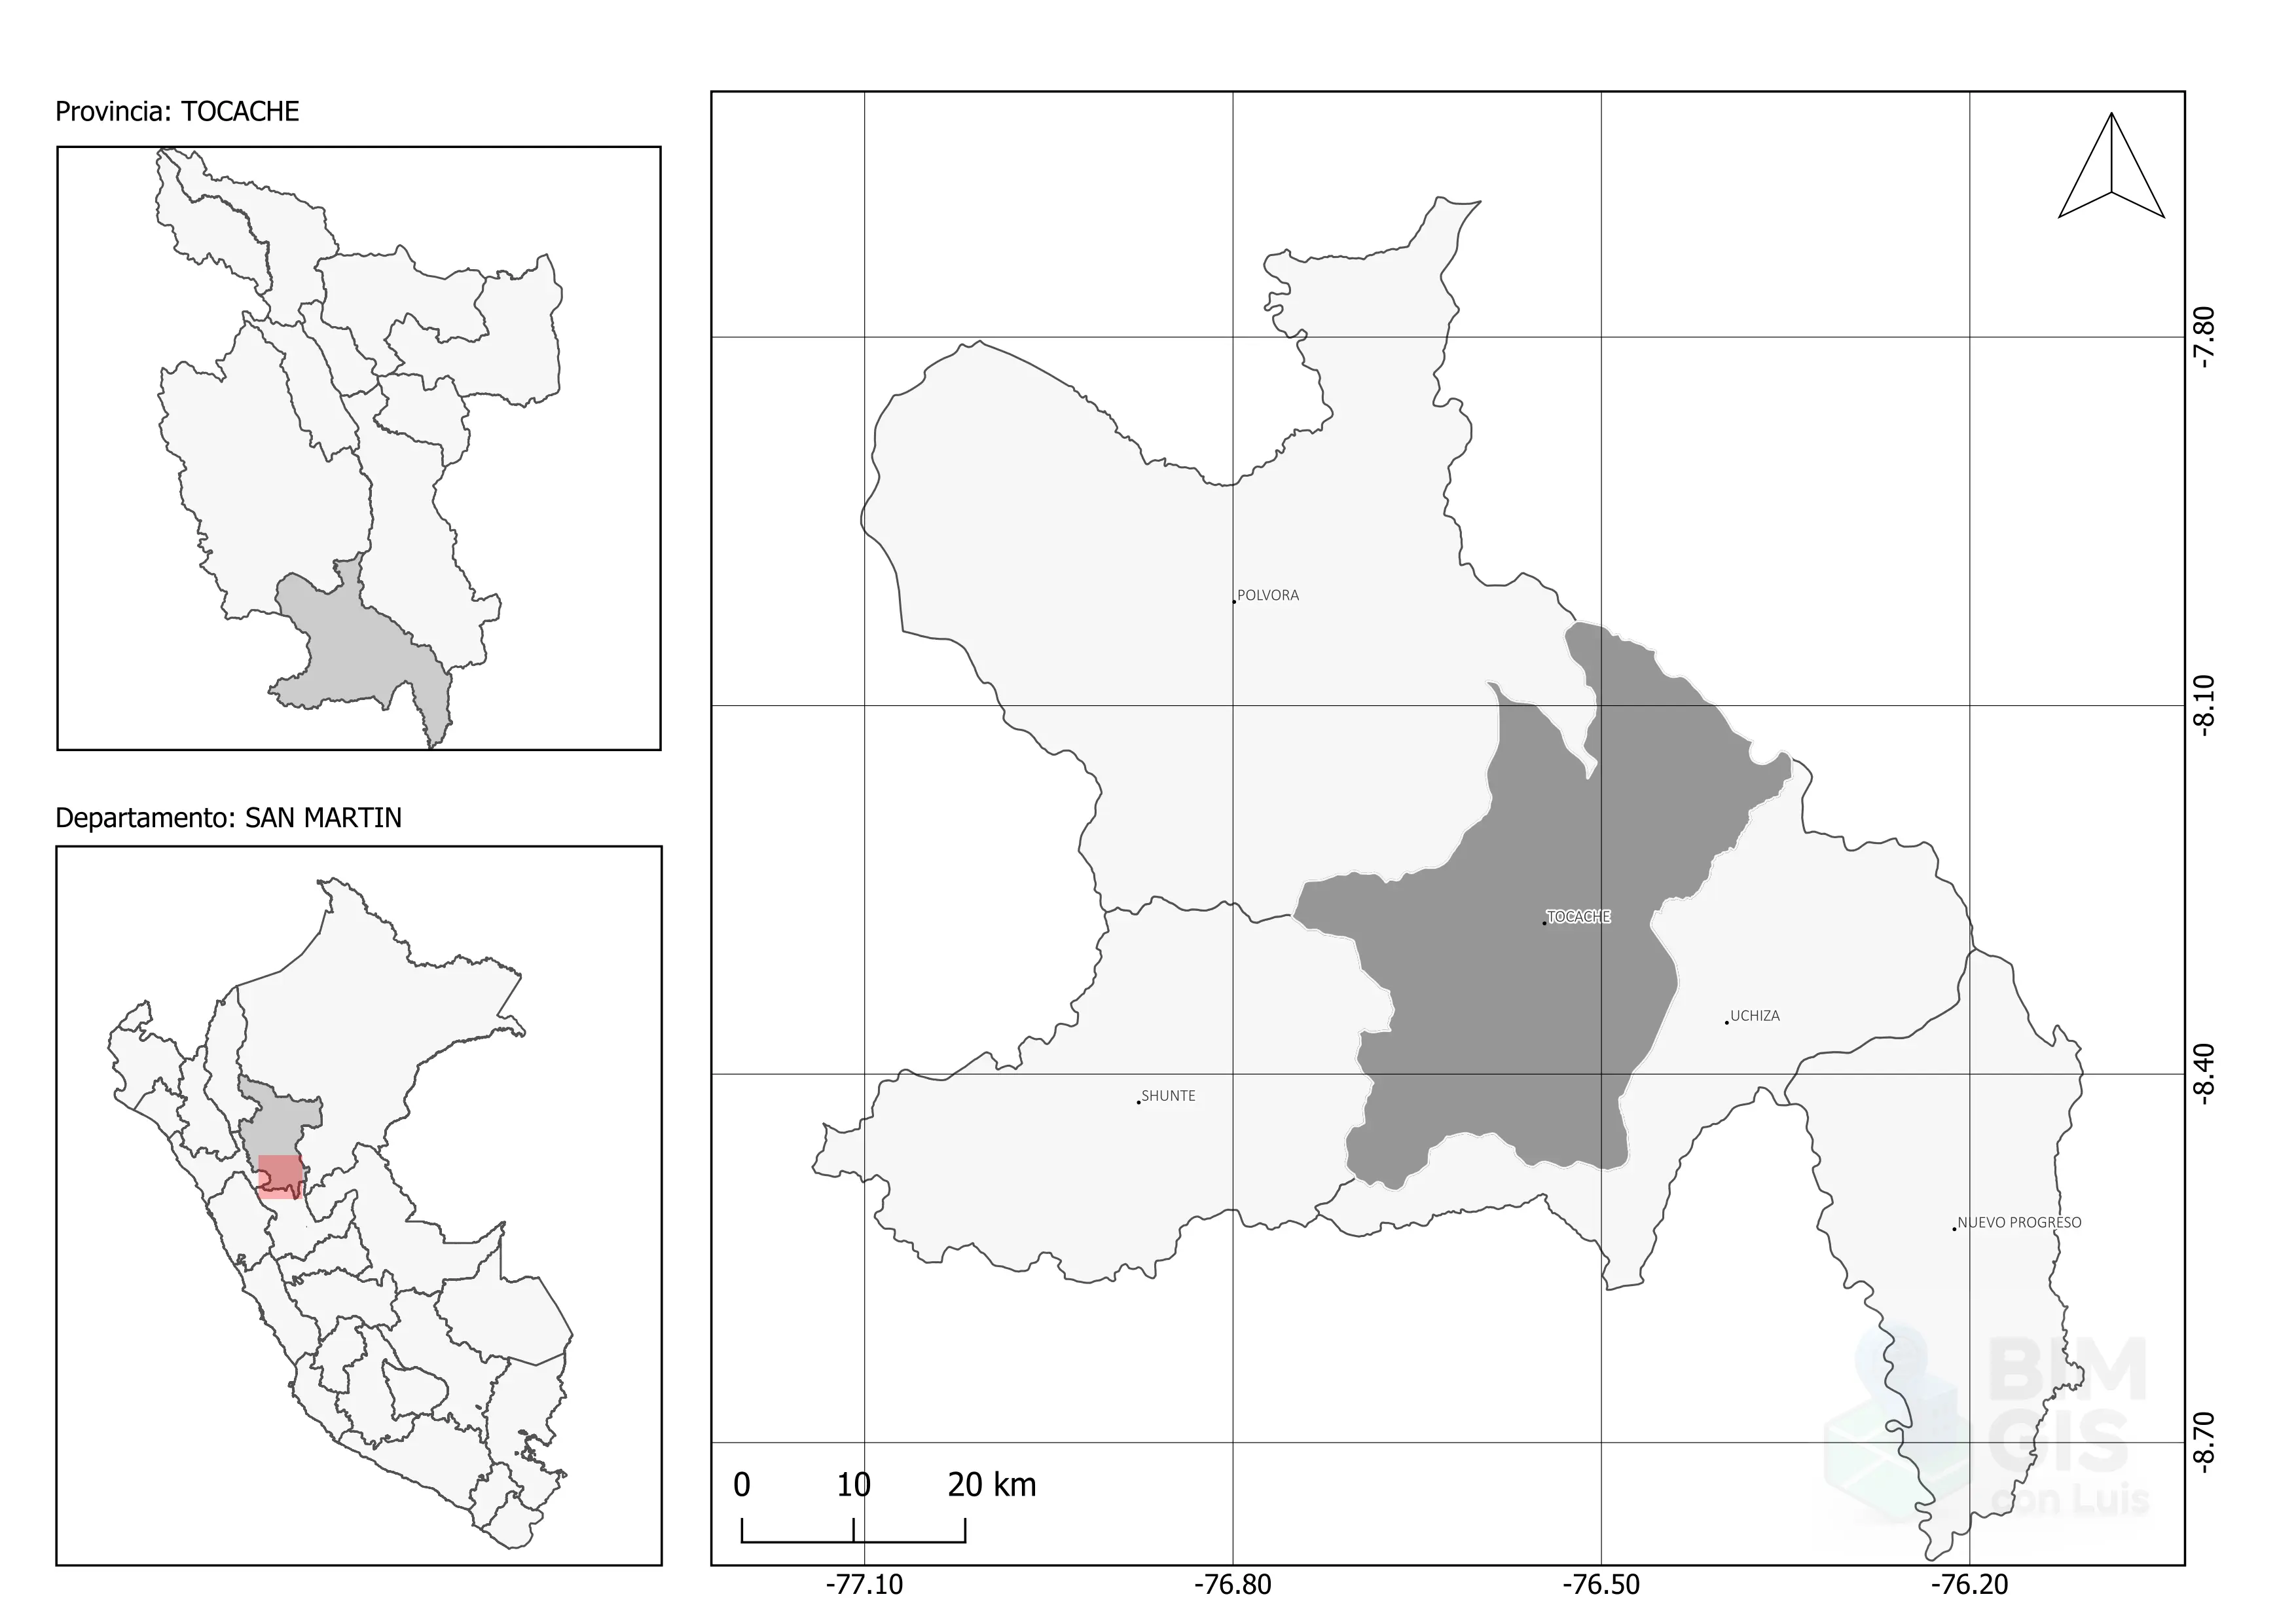 Provincia: TOCACHE
Departamento: SAN MARTIN
POLVORA
TOCACHE
UCHIZA
SHUNTE
NUEVO PROGRESO
-7.80
-8.10
-8.40
-8.70
BIM
GIS
con Luis
0 10 20 km
-77.10 -76.80 -76.50 -76.20